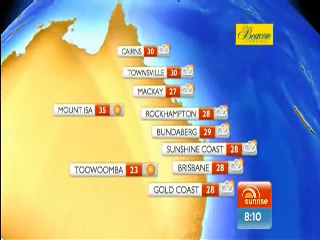 Beacon
CAIRNS 30
TOWNSVILLE 30
MACKAY 27
MOUNT ISA 35
ROCKHAMPTON 28
BUNDABERG 29
SUNSHINE COAST 28
TOOWOOMBA 23
BRISBANE 28
GOLD COAST 28
sunrise
8:10